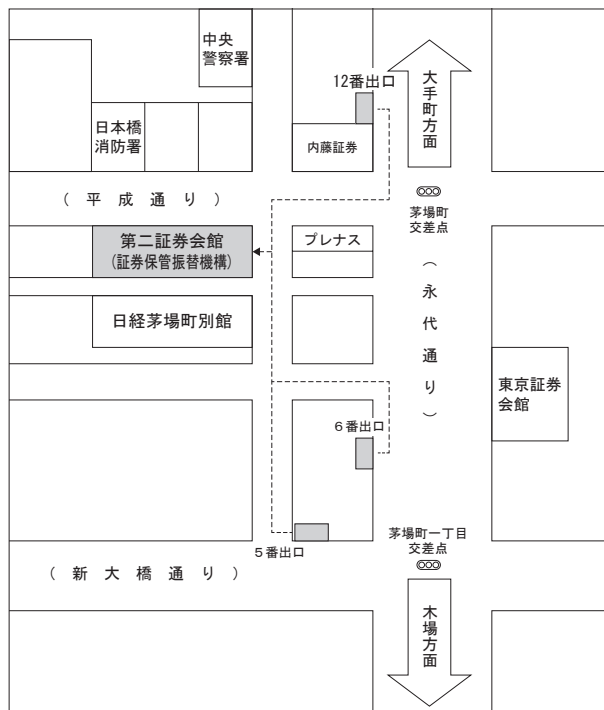 中央
警察署
12番出口
大手町方面
日本橋
消防署
内藤証券
(平成通り)
茅場町
交差点
第二証券会館
(証券保管振替機構)
プレナス
(永代通り)
日経茅場町別館
東京証券
会館
6番出口
茅場町一丁目
交差点
5番出口
(新大橋通り)
木場方面